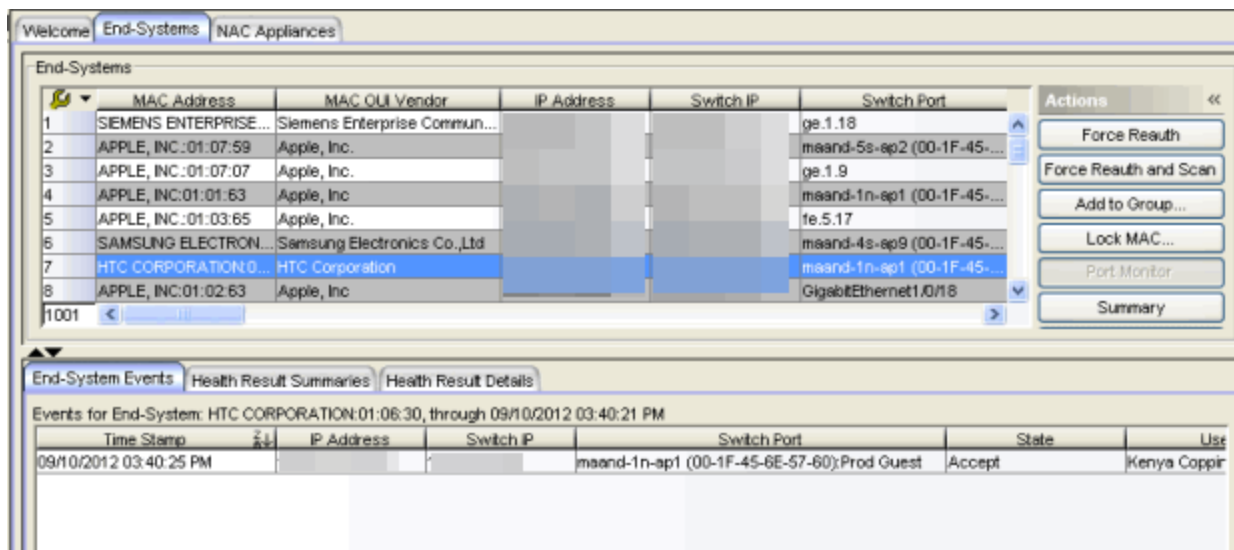 Welcome End-Systems NAC Appliances
End-Systems
MAC Address MAC OUI Vendor IP Address Switch IP Switch Port
1 SIEMENS ENTERPRISE... Siemens Enterprise Commun... ge.1.18
2 APPLE, INC.:01:07:59 Apple, Inc. maand-5s-ap2 (00-1F-45-...
3 APPLE, INC.:01:07:07 Apple, Inc. ge.1.9
4 APPLE, INC:01:01:63 Apple, Inc maand-1n-ap1 (00-1F-45-...
5 APPLE, INC.:01:03:65 Apple, Inc. fe.5.17
6 SAMSUNG ELECTRON... Samsung Electronics Co.,Ltd maand-4s-ap9 (00-1F-45-...
7 HTC CORPORATION:0... HTC Corporation maand-1n-ap1 (00-1F-45-...
8 APPLE, INC:01:02:63 Apple, Inc GigabitEthernet1/0/18
1001
Actions «
Force Reauth
Force Reauth and Scan
Add to Group...
Lock MAC...
Port Monitor
Summary
End-System Events Health Result Summaries Health Result Details
Events for End-System: HTC CORPORATION:01:06:30, through 09/10/2012 03:40:21 PM
Time Stamp IP Address Switch IP Switch Port State Use
09/10/2012 03:40:25 PM maand-1n-ap1 (00-1F-45-6E-57-60):Prod Guest Accept Kenya Coppin